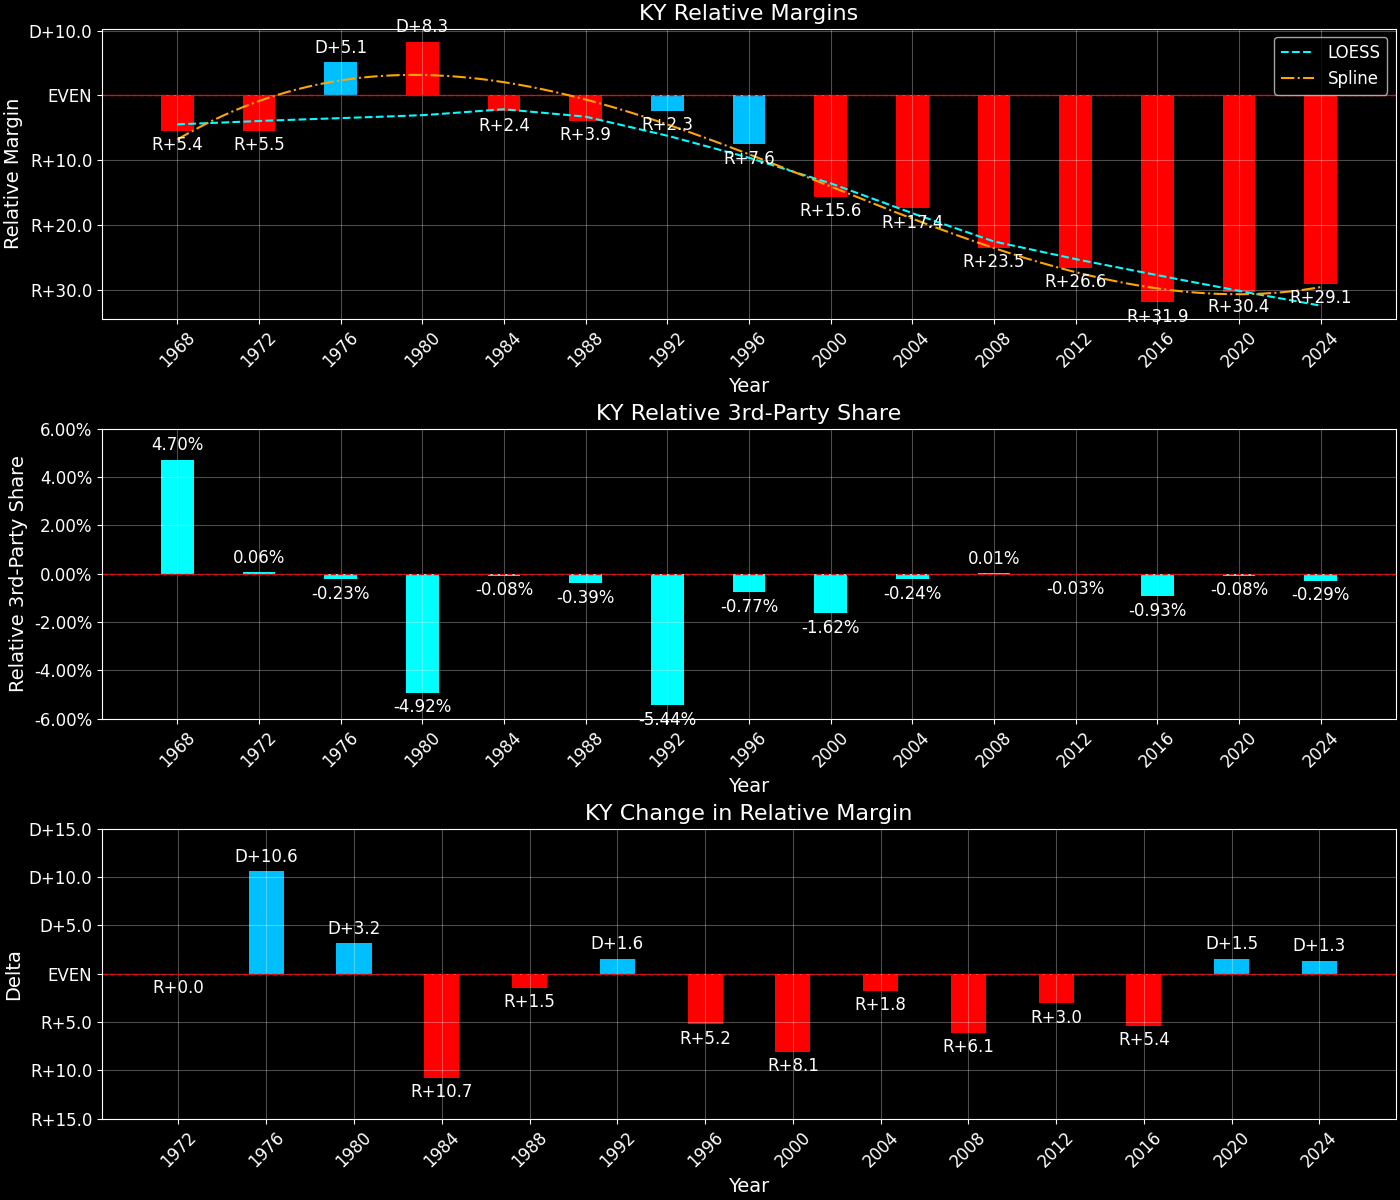 KY Relative Margins
Relative Margin
D+10.0
EVEN
R+10.0
R+20.0
R+30.0
LOESS
Spline
R+5.4
R+5.5
D+5.1
D+8.3
R+2.4
R+3.9
R+2.3
R+7.6
R+15.6
R+17.4
R+23.5
R+26.6
R+31.9
R+30.4
R+29.1
1968
1972
1976
1980
1984
1988
1992
1996
2000
2004
2008
2012
2016
2020
2024
Year
KY Relative 3rd-Party Share
Relative 3rd-Party Share
6.00%
4.00%
2.00%
0.00%
-2.00%
-4.00%
-6.00%
4.70%
0.06%
-0.23%
-4.92%
-0.08%
-0.39%
-5.44%
-0.77%
-1.62%
-0.24%
0.01%
-0.03%
-0.93%
-0.08%
-0.29%
1968
1972
1976
1980
1984
1988
1992
1996
2000
2004
2008
2012
2016
2020
2024
Year
KY Change in Relative Margin
Delta
D+15.0
D+10.0
D+5.0
EVEN
R+5.0
R+10.0
R+15.0
R+0.0
D+10.6
D+3.2
R+10.7
R+1.5
D+1.6
R+5.2
R+8.1
R+1.8
R+6.1
R+3.0
R+5.4
D+1.5
D+1.3
1972
1976
1980
1984
1988
1992
1996
2000
2004
2008
2012
2016
2020
2024
Year